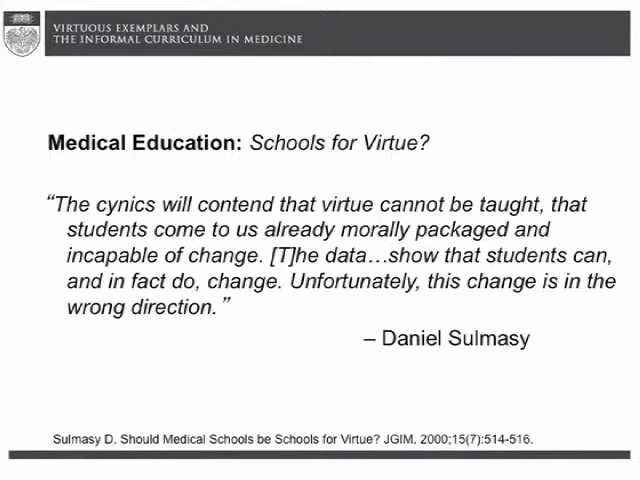 VIRTUOUS EXEMPLARS AND
THE INFORMAL CURRICULUM IN MEDICINE
Medical Education: Schools for Virtue?
“The cynics will contend that virtue cannot be taught, that
students come to us already morally packaged and
incapable of change. [T]he data…show that students can,
and in fact do, change. Unfortunately, this change is in the
wrong direction.”
– Daniel Sulmasy
Sulmasy D. Should Medical Schools be Schools for Virtue? JGIM. 2000;15(7):514-516.